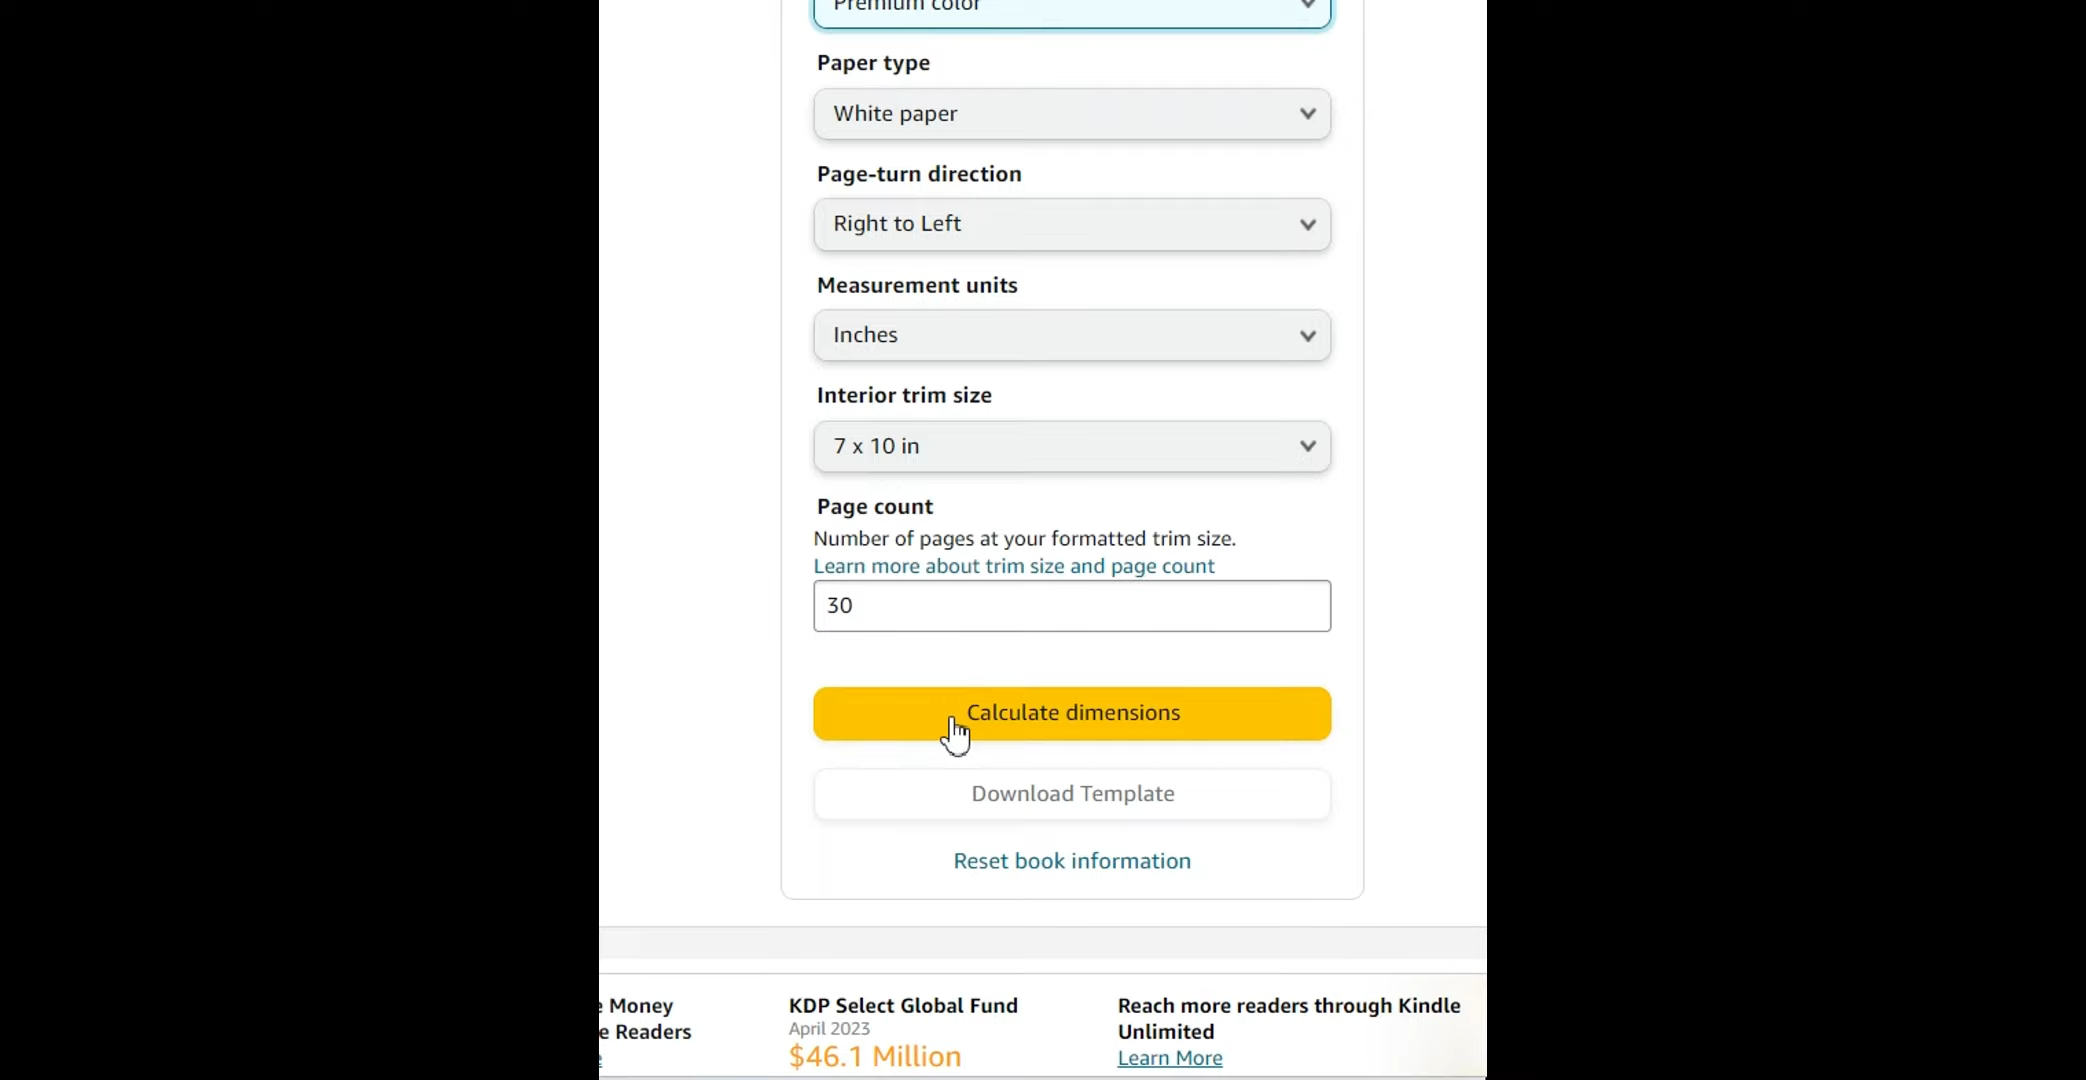 Premium color
Paper type
White paper
Page-turn direction
Right to Left
Measurement units
Inches
Interior trim size
7 x 10 in
Page count
Number of pages at your formatted trim size.
Learn more about trim size and page count
30
Calculate dimensions
Download Template
Reset book information
e Money
e Readers
e
KDP Select Global Fund
April 2023
$46.1 Million
Reach more readers through Kindle
Unlimited
Learn More